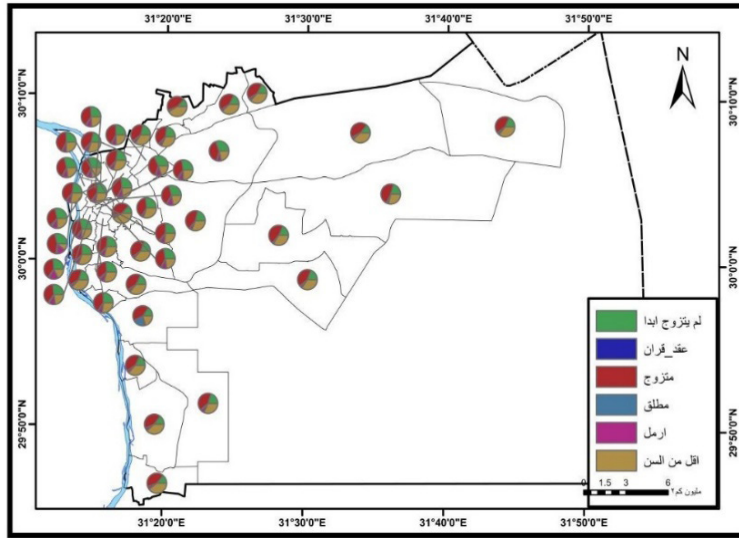 31°20'0"E 31°30'0"E 31°40'0"E 31°50'0"E
N
30°10'0"N 30°10'0"N
30°0'0"N 30°0'0"N
لم يتزوج ابدا
عقد_قران
متزوج
مطلق
ارمل
اقل من السن
29°50'0"N 29°50'0"N
0 1.5 3 6
مليون كم٢
31°20'0"E 31°30'0"E 31°40'0"E 31°50'0"E